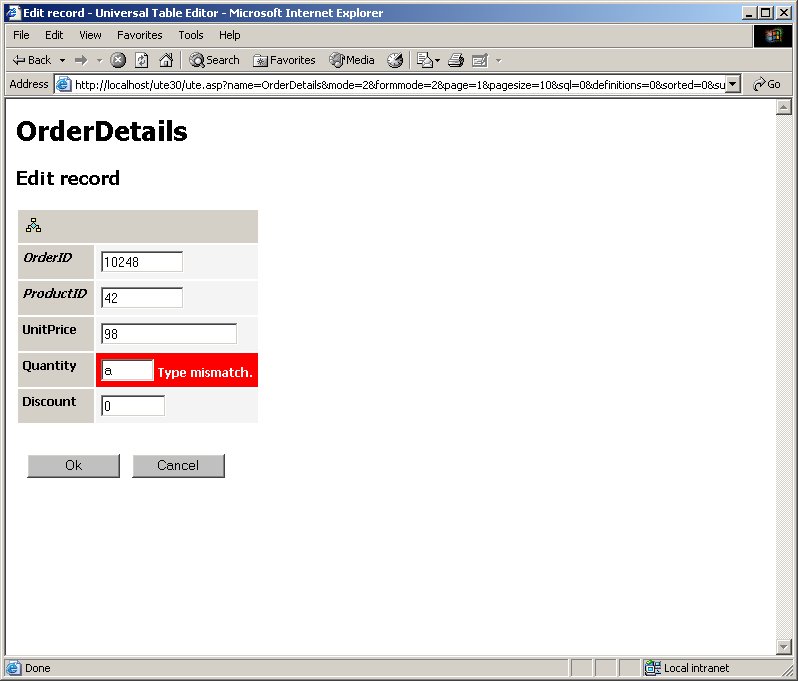 Edit record - Universal Table Editor - Microsoft Internet Explorer
File Edit View Favorites Tools Help
Back Search Favorites Media
Address http://localhost/ute30/ute.asp?name=OrderDetails&mode=2&formmode=2&page=1&pagesize=10&sql=0&definitions=0&sorted=0&su Go
OrderDetails
Edit record
OrderID 10248
ProductID 42
UnitPrice 98
Quantity a Type mismatch.
Discount 0
Ok Cancel
Done Local intranet